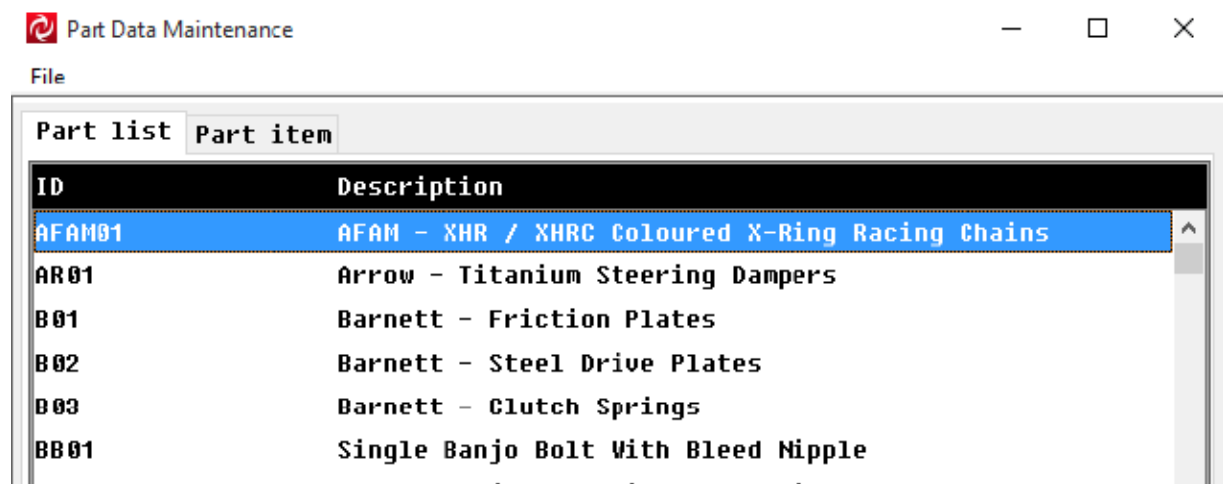 Part Data Maintenance
File
Part list Part item
ID Description
AFAM01 AFAM - XHR / XHRC Coloured X-Ring Racing Chains
AR01 Arrow - Titanium Steering Dampers
B01 Barnett - Friction Plates
B02 Barnett - Steel Drive Plates
B03 Barnett - Clutch Springs
BB01 Single Banjo Bolt With Bleed Nipple